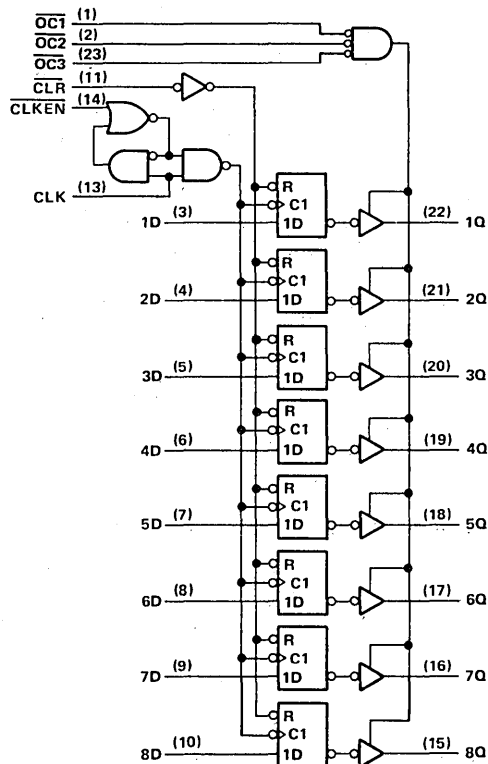 OC1 (1)
OC2 (2)
OC3 (23)
CLR (11)
CLKEN (14)
CLK (13)
R
C1
1D (3) 1D (22) 1Q
R
C1
2D (4) 1D (21) 2Q
R
C1
3D (5) 1D (20) 3Q
R
C1
4D (6) 1D (19) 4Q
R
C1
5D (7) 1D (18) 5Q
R
C1
6D (8) 1D (17) 6Q
R
C1
7D (9) 1D (16) 7Q
R
C1
8D (10) 1D (15) 8Q